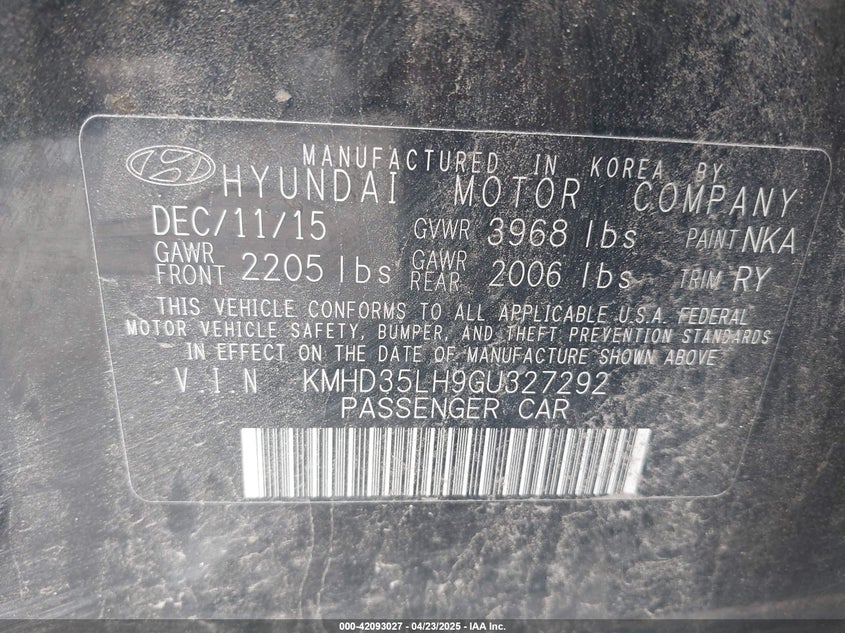 MANUFACTURED IN KOREA BY
HYUNDAI MOTOR COMPANY
DEC/11/15 GVWR 3968 lbs PAINT NKA
GAWR FRONT 2205 lbs GAWR REAR 2006 lbs TRIM RY
THIS VEHICLE CONFORMS TO ALL APPLICABLE U.S.A. FEDERAL
MOTOR VEHICLE SAFETY, BUMPER, AND THEFT PREVENTION STANDARDS
IN EFFECT ON THE DATE OF MANUFACTURE SHOWN ABOVE
V.I.N KMHD35LH9GU327292
PASSENGER CAR
000-42093027 - 04/23/2025 - IAA Inc.